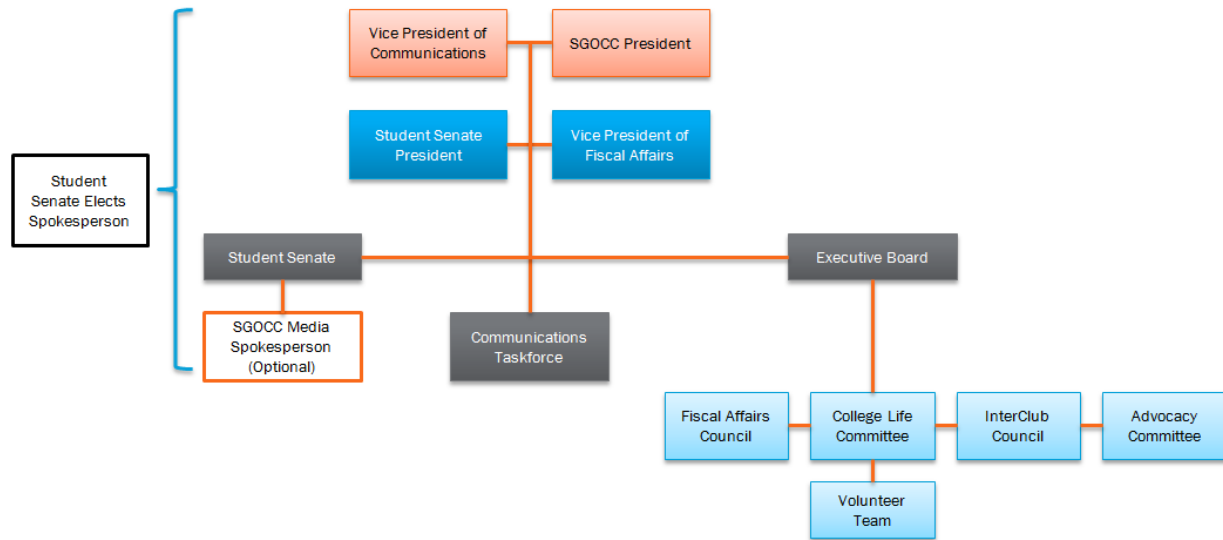 Vice President of
Communications
SGOCC President
Student Senate
President
Vice President of
Fiscal Affairs
Student
Senate Elects
Spokesperson
Student Senate
Executive Board
SGOCC Media
Spokesperson
(Optional)
Communications
Taskforce
Fiscal Affairs
Council
College Life
Committee
InterClub
Council
Advocacy
Committee
Volunteer
Team